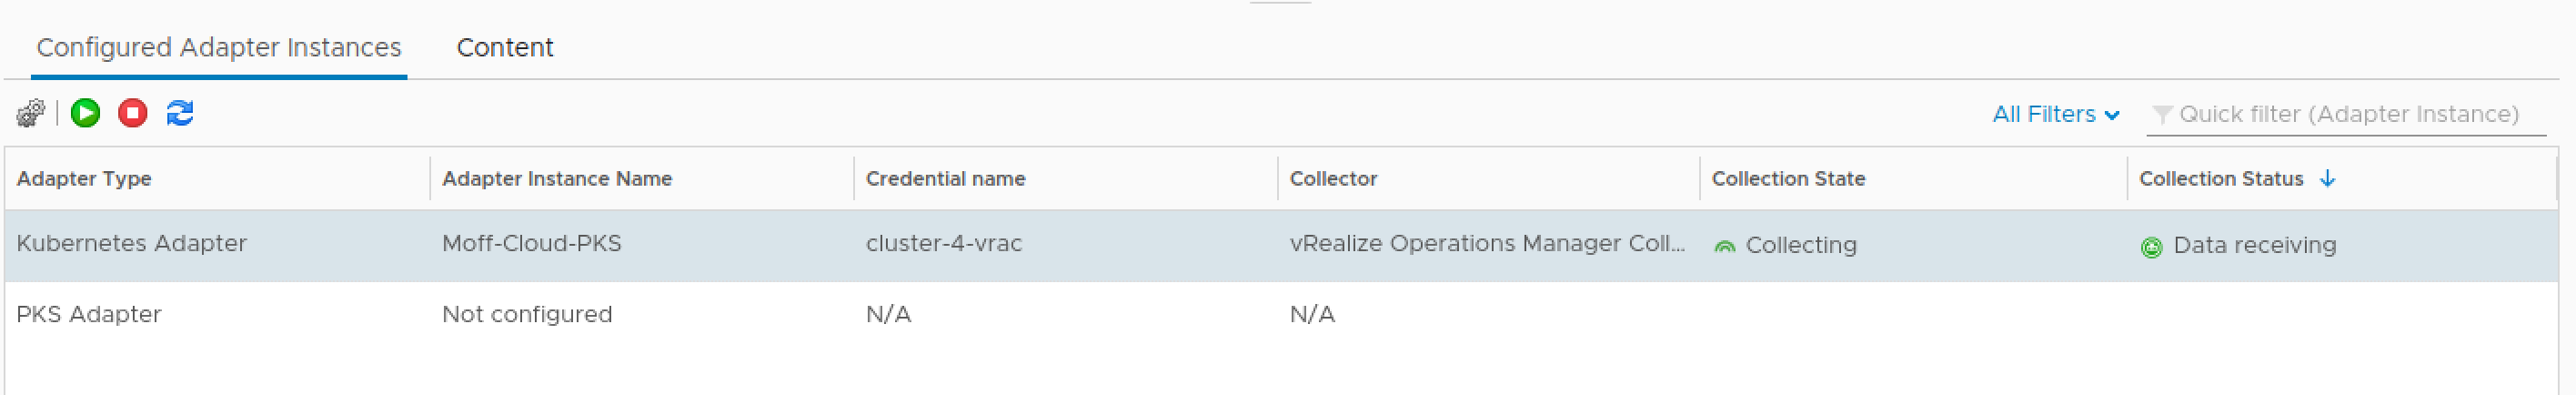 Configured Adapter Instances Content
All Filters Quick filter (Adapter Instance)
Adapter Type Adapter Instance Name Credential name Collector Collection State Collection Status
Kubernetes Adapter Moff-Cloud-PKS cluster-4-vrac vRealize Operations Manager Coll... Collecting Data receiving
PKS Adapter Not configured N/A N/A